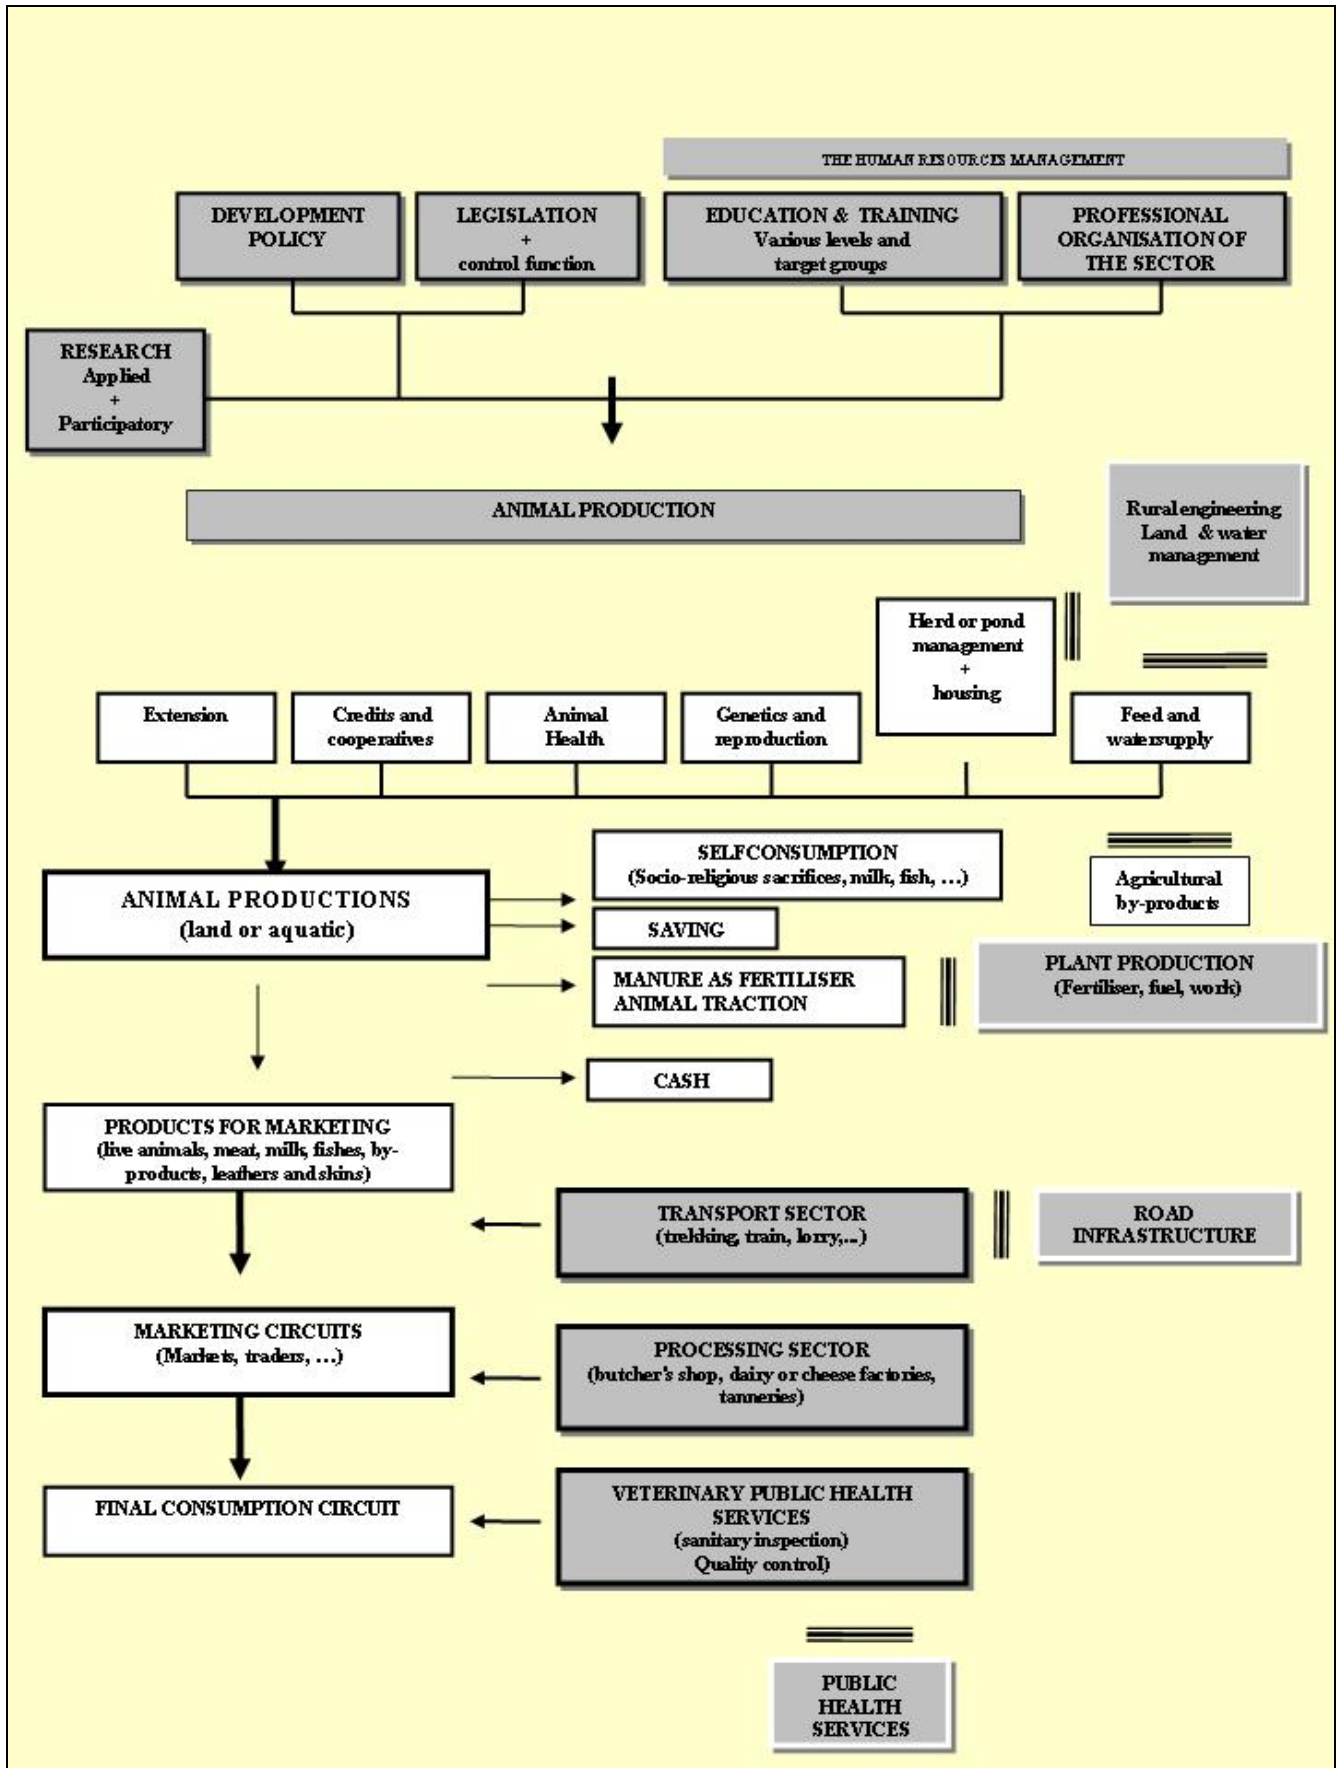 THE HUMAN RESOURCES MANAGEMENT
DEVELOPMENT
POLICY
LEGISLATION
+
control function
EDUCATION & TRAINING
Various levels and
target groups
PROFESSIONAL
ORGANISATION OF
THE SECTOR
RESEARCH
Applied
+
Participatory
ANIMAL PRODUCTION
Rural engineering
Land & water
management
Herd or pond
management
+
housing
Extension
Credits and
cooperatives
Animal
Health
Genetics and
reproduction
Feed and
watersupply
SELFCONSUMPTION
(Socio-religious sacrifices, milk, fish, …)
Agricultural
by-products
ANIMAL PRODUCTIONS
(land or aquatic)
SAVING
MANURE AS FERTILISER
ANIMAL TRACTION
PLANT PRODUCTION
(Fertiliser, fuel, work)
CASH
PRODUCTS FOR MARKETING
(live animals, meat, milk, fishes, by-
products, leathers and skins)
TRANSPORT SECTOR
(trekking, train, lorry,...)
ROAD
INFRASTRUCTURE
MARKETING CIRCUITS
(Markets, traders, …)
PROCESSING SECTOR
(butcher's shop, dairy or cheese factories,
tanneries)
FINAL CONSUMPTION CIRCUIT
VETERINARY PUBLIC HEALTH
SERVICES
(sanitary inspection)
Quality control)
PUBLIC
HEALTH
SERVICES